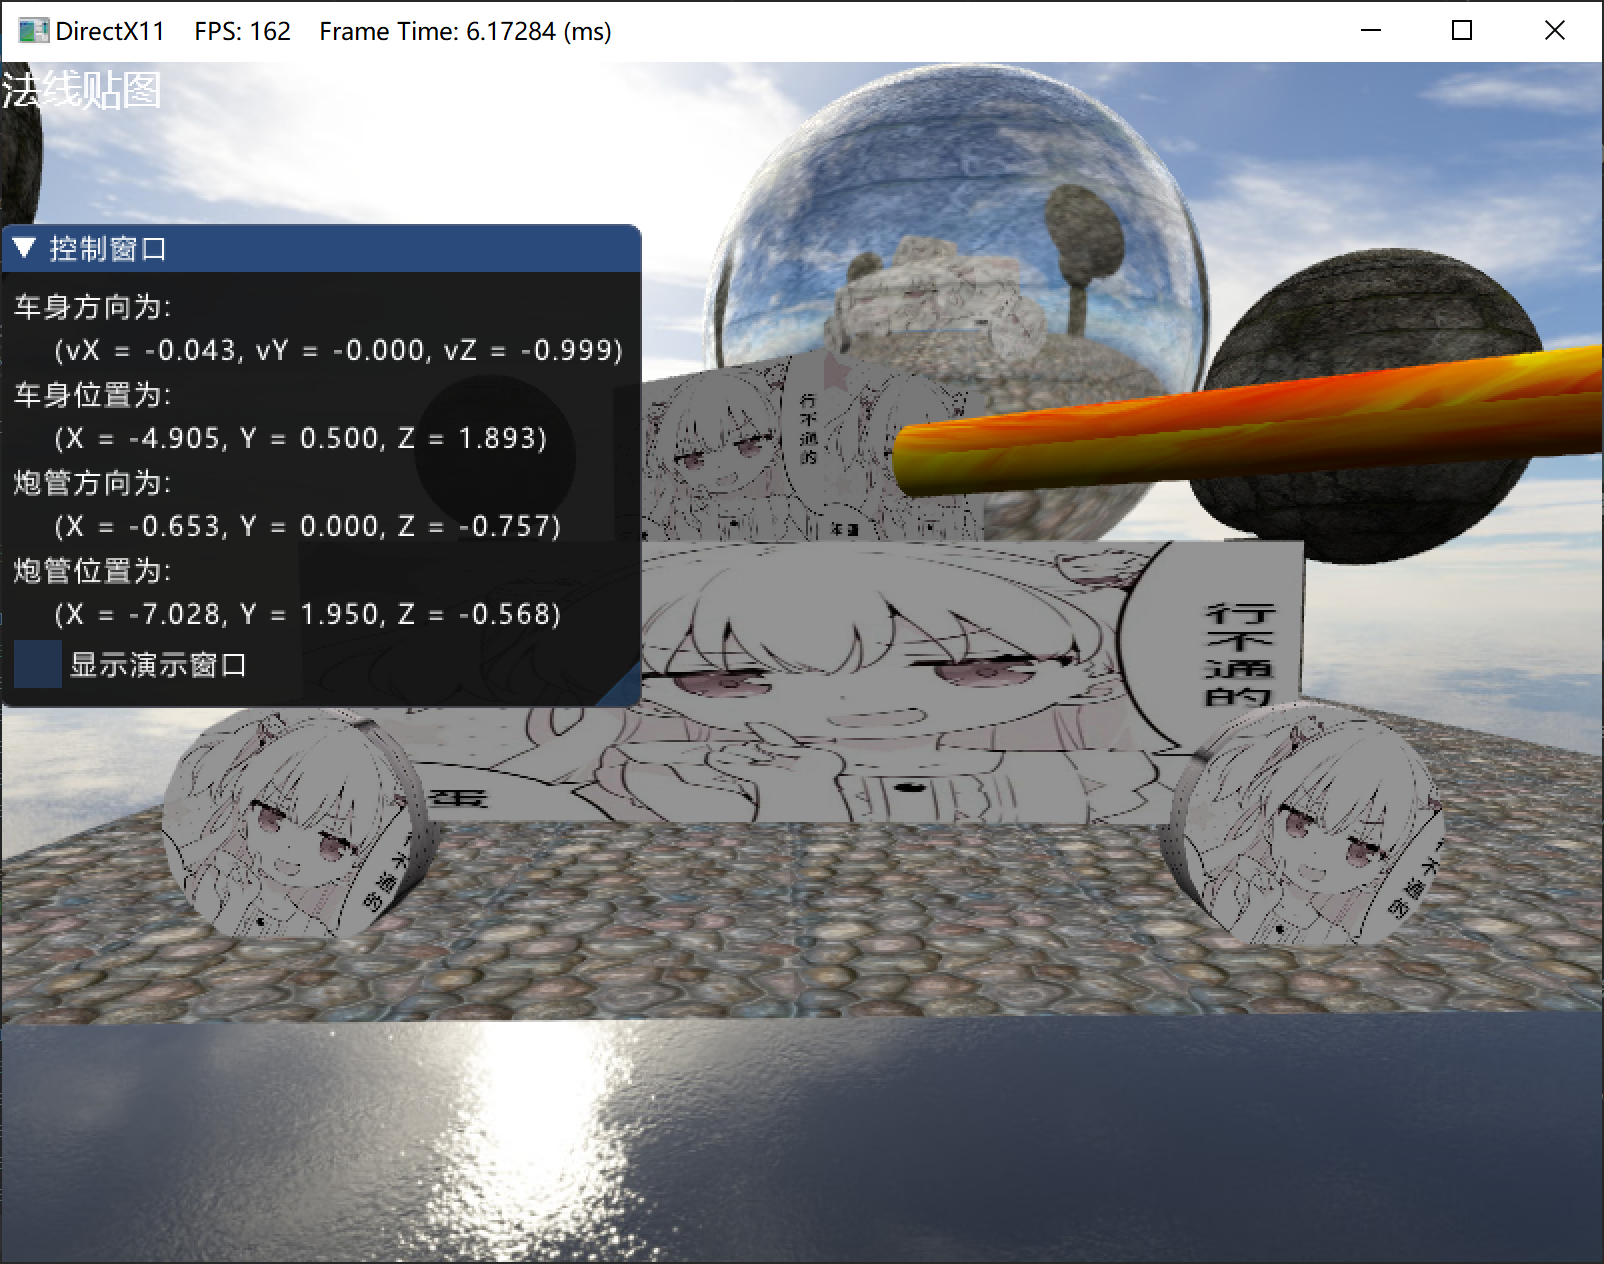 DirectX11 FPS: 162 Frame Time: 6.17284 (ms)
法线贴图
控制窗口
车身方向为:
(vX = -0.043, vY = -0.000, vZ = -0.999)
车身位置为:
(X = -4.905, Y = 0.500, Z = 1.893)
炮管方向为:
(X = -0.653, Y = 0.000, Z = -0.757)
炮管位置为:
(X = -7.028, Y = 1.950, Z = -0.568)
显示演示窗口
行不通的
行不通的
蛋
不通的
不通的